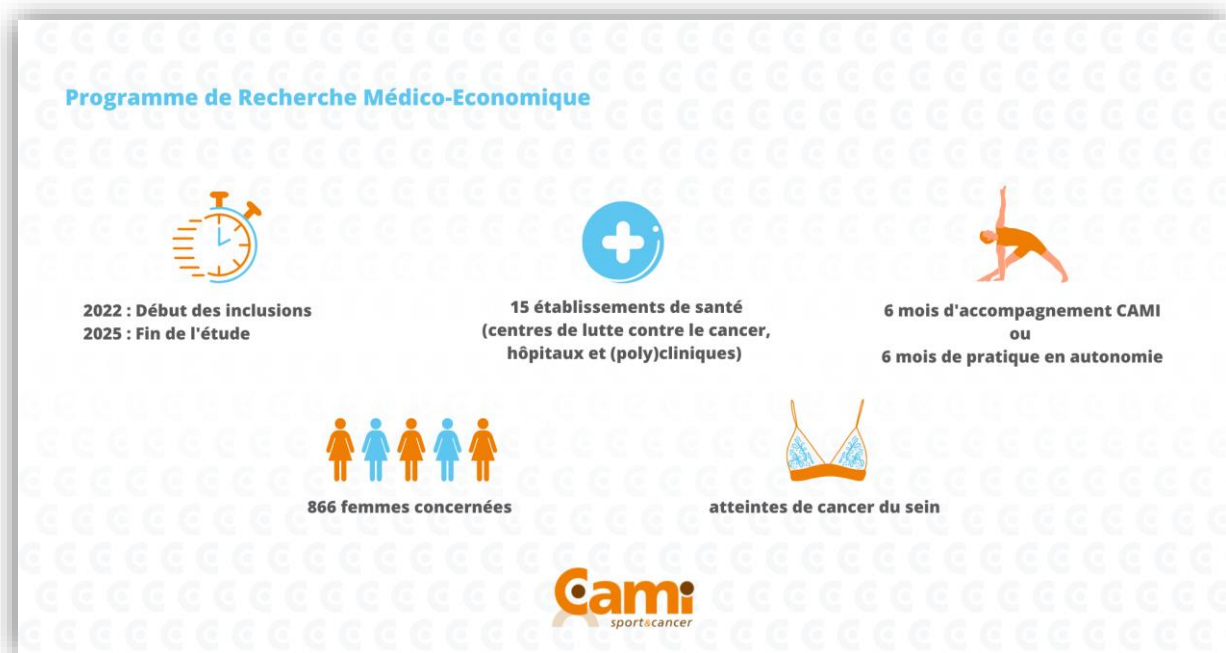 Programme de Recherche Médico-Economique
2022 : Début des inclusions
2025 : Fin de l'étude
15 établissements de santé
(centres de lutte contre le cancer,
hôpitaux et (poly)cliniques)
6 mois d'accompagnement CAMI
ou
6 mois de pratique en autonomie
866 femmes concernées
atteintes de cancer du sein
Cami
sport&cancer